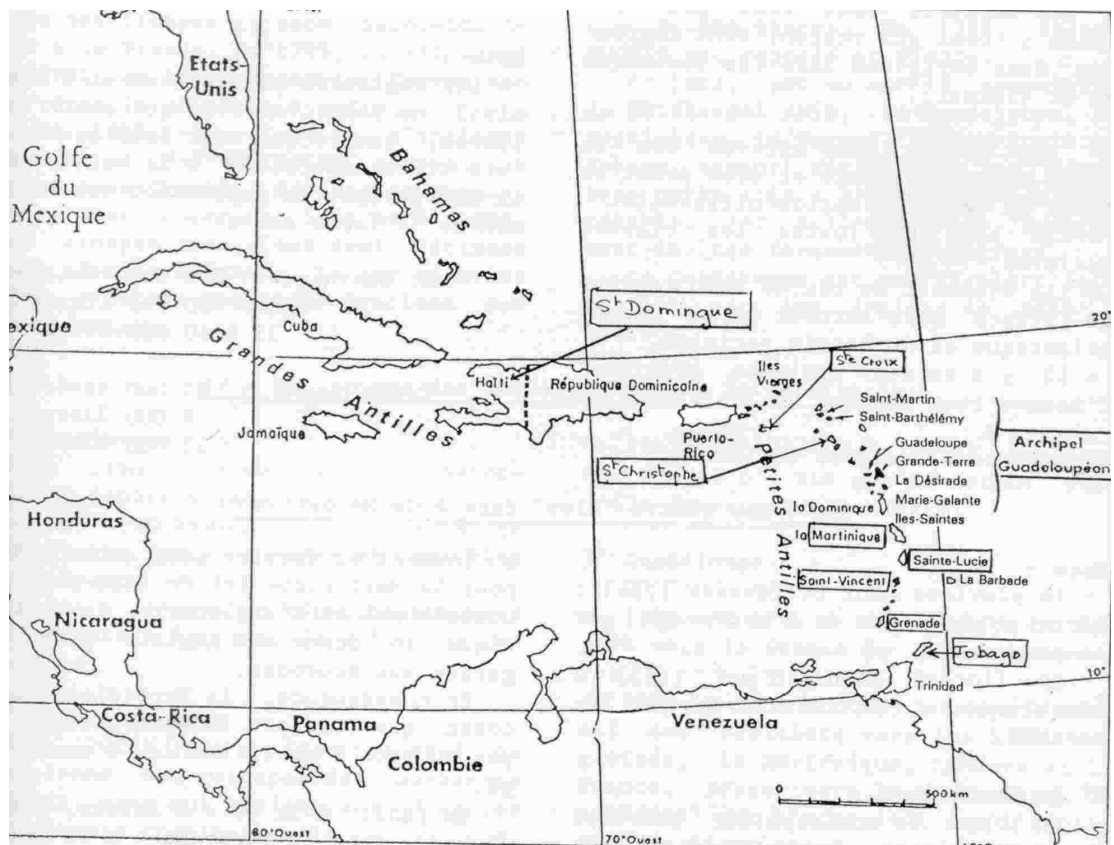 Etats-
Unis
Golfe
du
Mexique
Bahamas
St Domingue
exique
Cuba
20°
Grandes
Antilles
Haïti
République Dominicaine
Iles
Vierges
Ste Croix
Saint-Martin
Saint-Barthélémy
Jamaïque
Puerto-
Rico
Guadeloupe
Grande-Terre
La Désirade
Marie-Galante
Iles-Saintes
Archipel
Guadeloupéen
St Christophe
Petites Antilles
la Dominique
la Martinique
Honduras
Sainte-Lucie
Saint-Vincent
La Barbade
Nicaragua
Grenade
Tobago
10°
Trinidad
Costa-Rica
Panama
Venezuela
Colombie
0
500 km
80°Ouest
70°Ouest